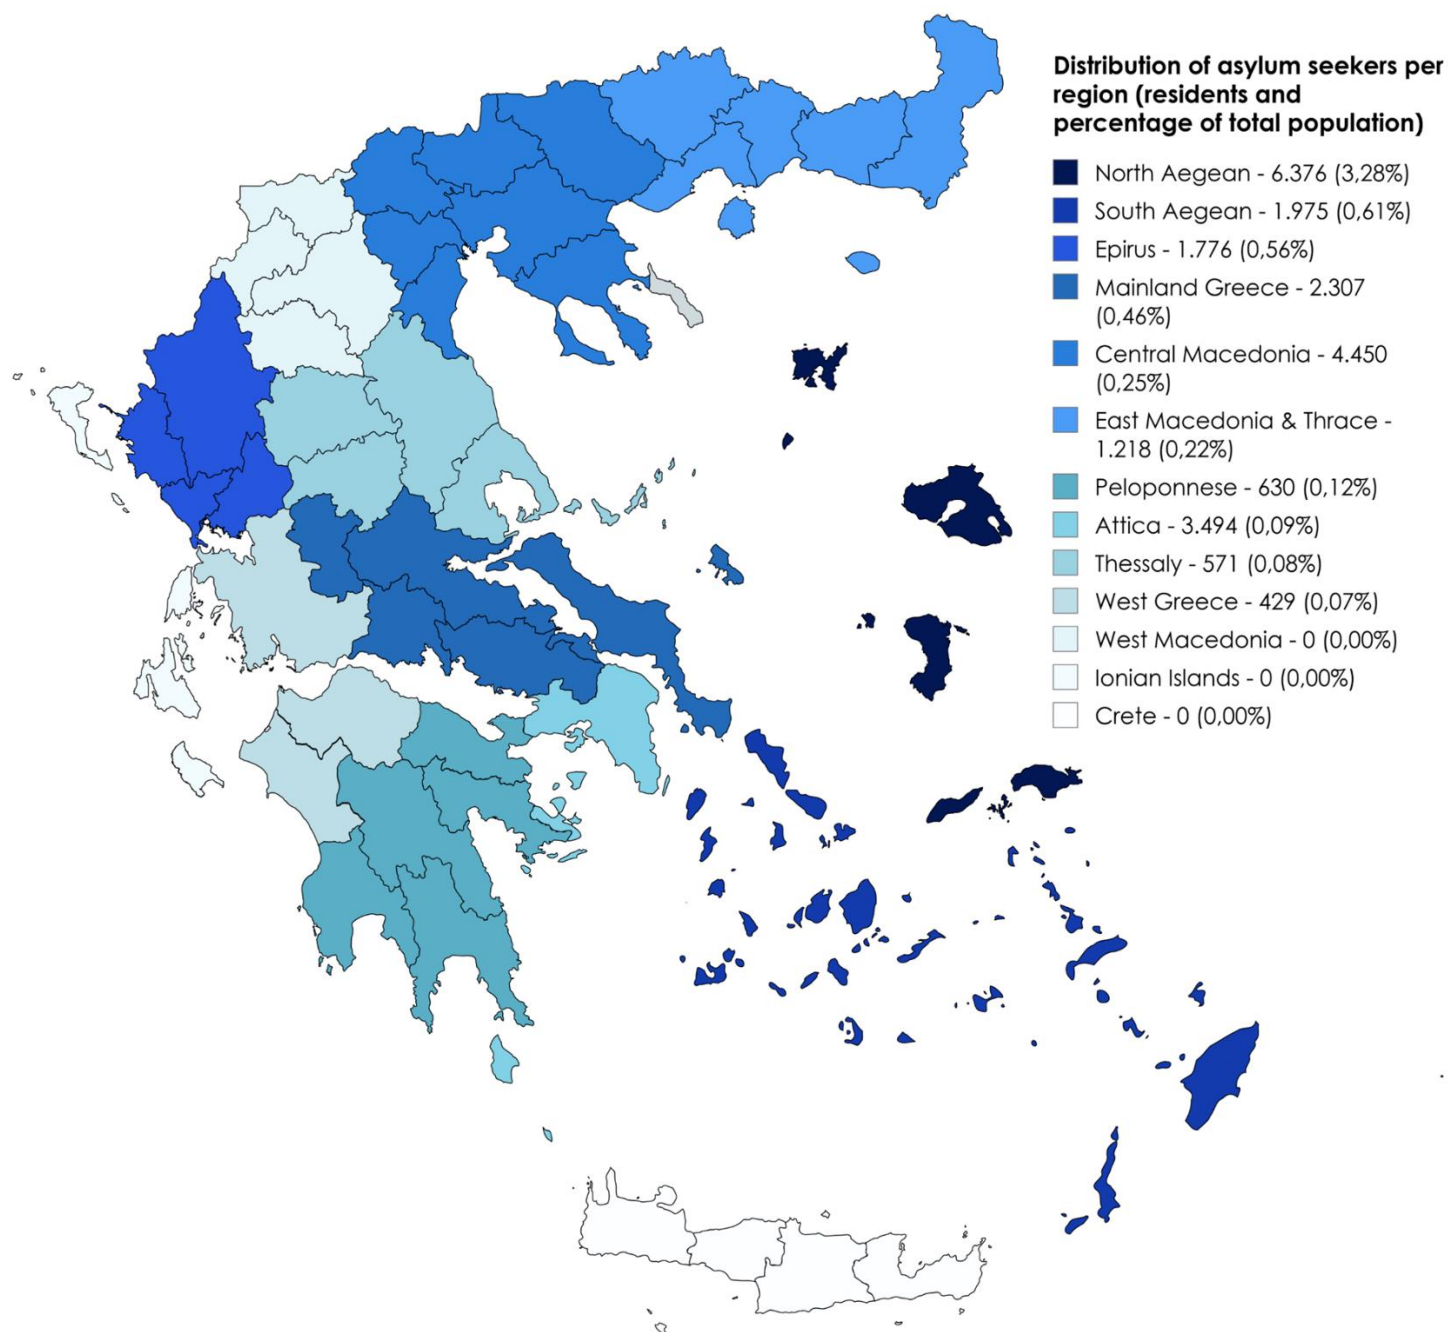 Distribution of asylum seekers per
region (residents and
percentage of total population)
North Aegean - 6.376 (3,28%)
South Aegean - 1.975 (0,61%)
Epirus - 1.776 (0,56%)
Mainland Greece - 2.307
(0,46%)
Central Macedonia - 4.450
(0,25%)
East Macedonia & Thrace -
1.218 (0,22%)
Peloponnese - 630 (0,12%)
Attica - 3.494 (0,09%)
Thessaly - 571 (0,08%)
West Greece - 429 (0,07%)
West Macedonia - 0 (0,00%)
Ionian Islands - 0 (0,00%)
Crete - 0 (0,00%)